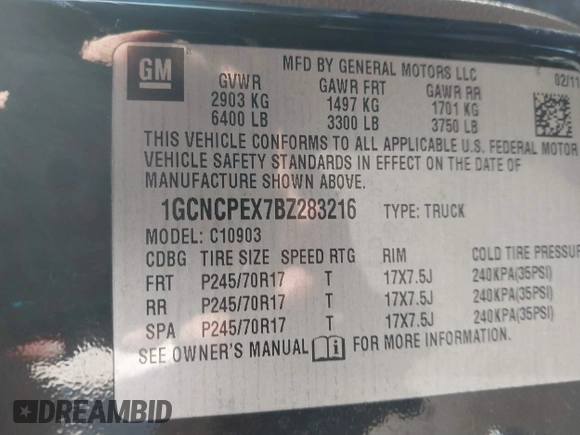 GM
MFD BY GENERAL MOTORS LLC
02/11
GVWR GAWR FRT GAWR RR
2903 KG 1497 KG 1701 KG
6400 LB 3300 LB 3750 LB
THIS VEHICLE CONFORMS TO ALL APPLICABLE U.S. FEDERAL MOTOR
VEHICLE SAFETY STANDARDS IN EFFECT ON THE DATE OF
MANUFACTURE SHOWN ABOVE.
1GCNCPEX7BZ283216 TYPE: TRUCK
MODEL: C10903
CDBG TIRE SIZE SPEED RTG RIM COLD TIRE PRESSUR
FRT P245/70R17 T 17X7.5J 240KPA(35PSI)
RR P245/70R17 T 17X7.5J 240KPA(35PSI)
SPA P245/70R17 T 17X7.5J 240KPA(35PSI)
SEE OWNER'S MANUAL FOR MORE INFORMATION.
DREAMBID